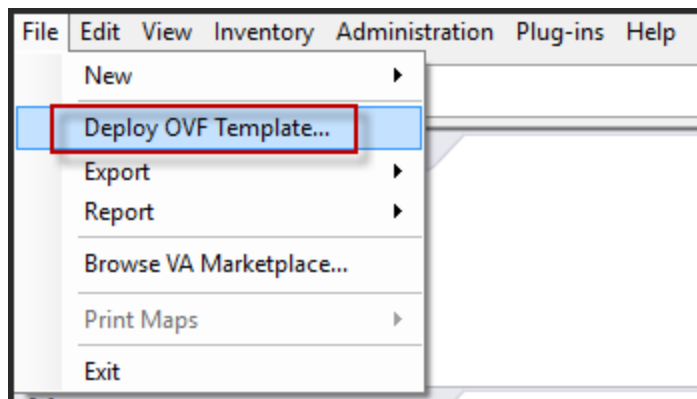 File Edit View Inventory Administration Plug-ins Help
New
Deploy OVF Template...
Export
Report
Browse VA Marketplace...
Print Maps
Exit